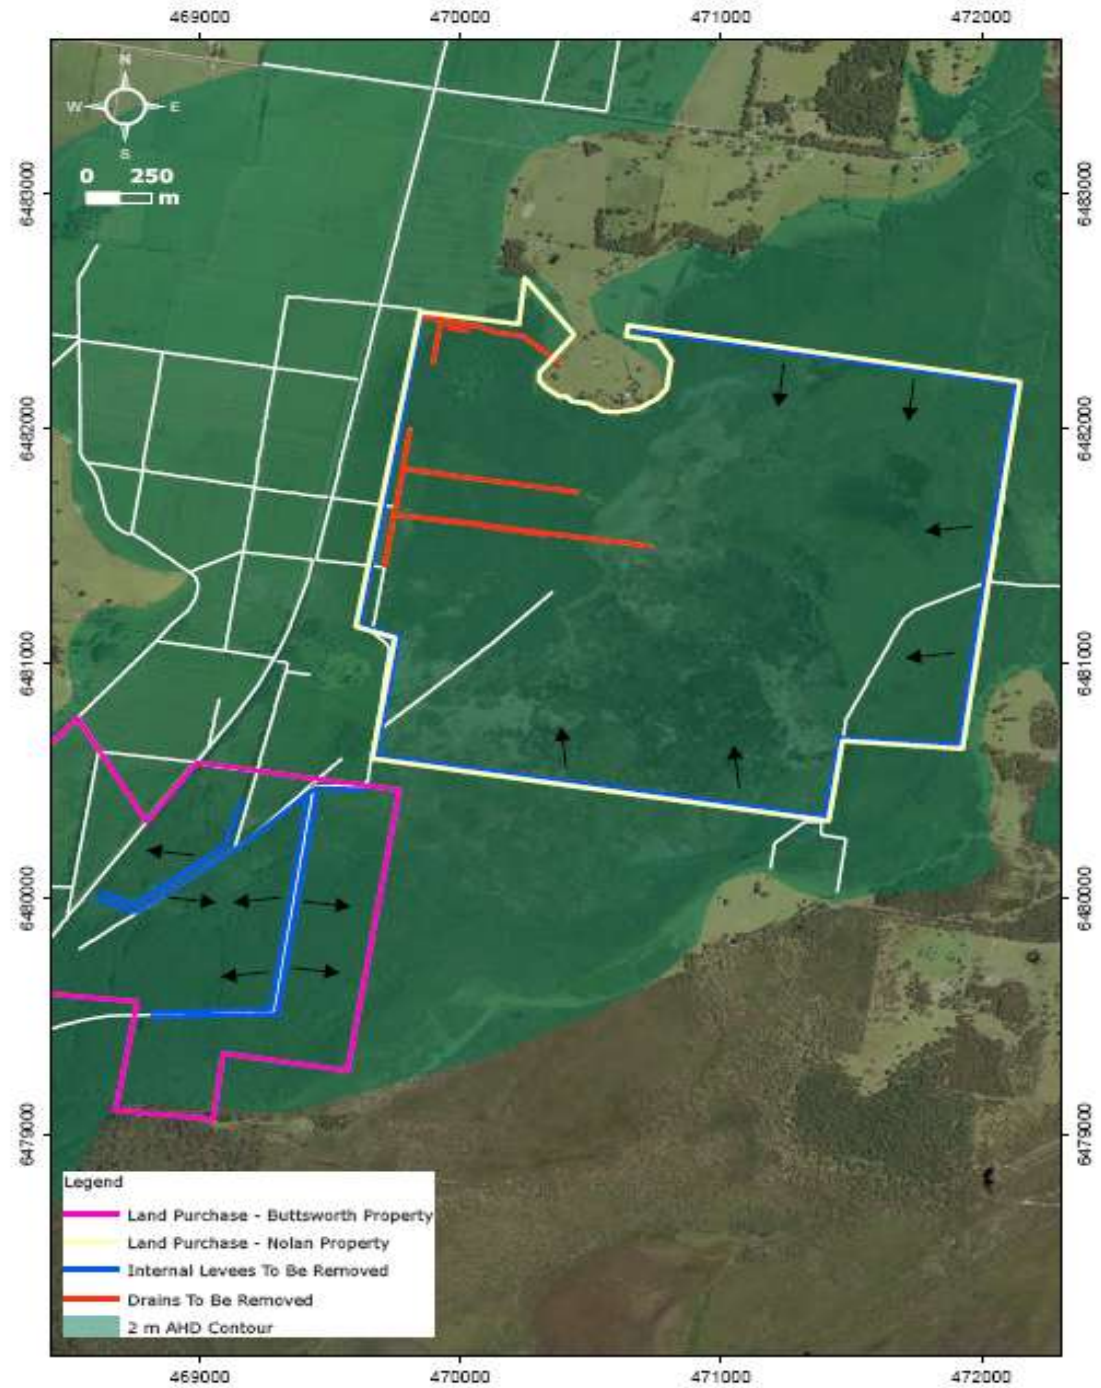 469000 470000 471000 472000
N
W E
S
0 250
m
6483000 6483000
6482000 6482000
6481000 6481000
6480000 6480000
6479000 6479000
Legend
Land Purchase - Buttsworth Property
Land Purchase - Nolan Property
Internal Levees To Be Removed
Drains To Be Removed
2 m AHD Contour
469000 470000 471000 472000